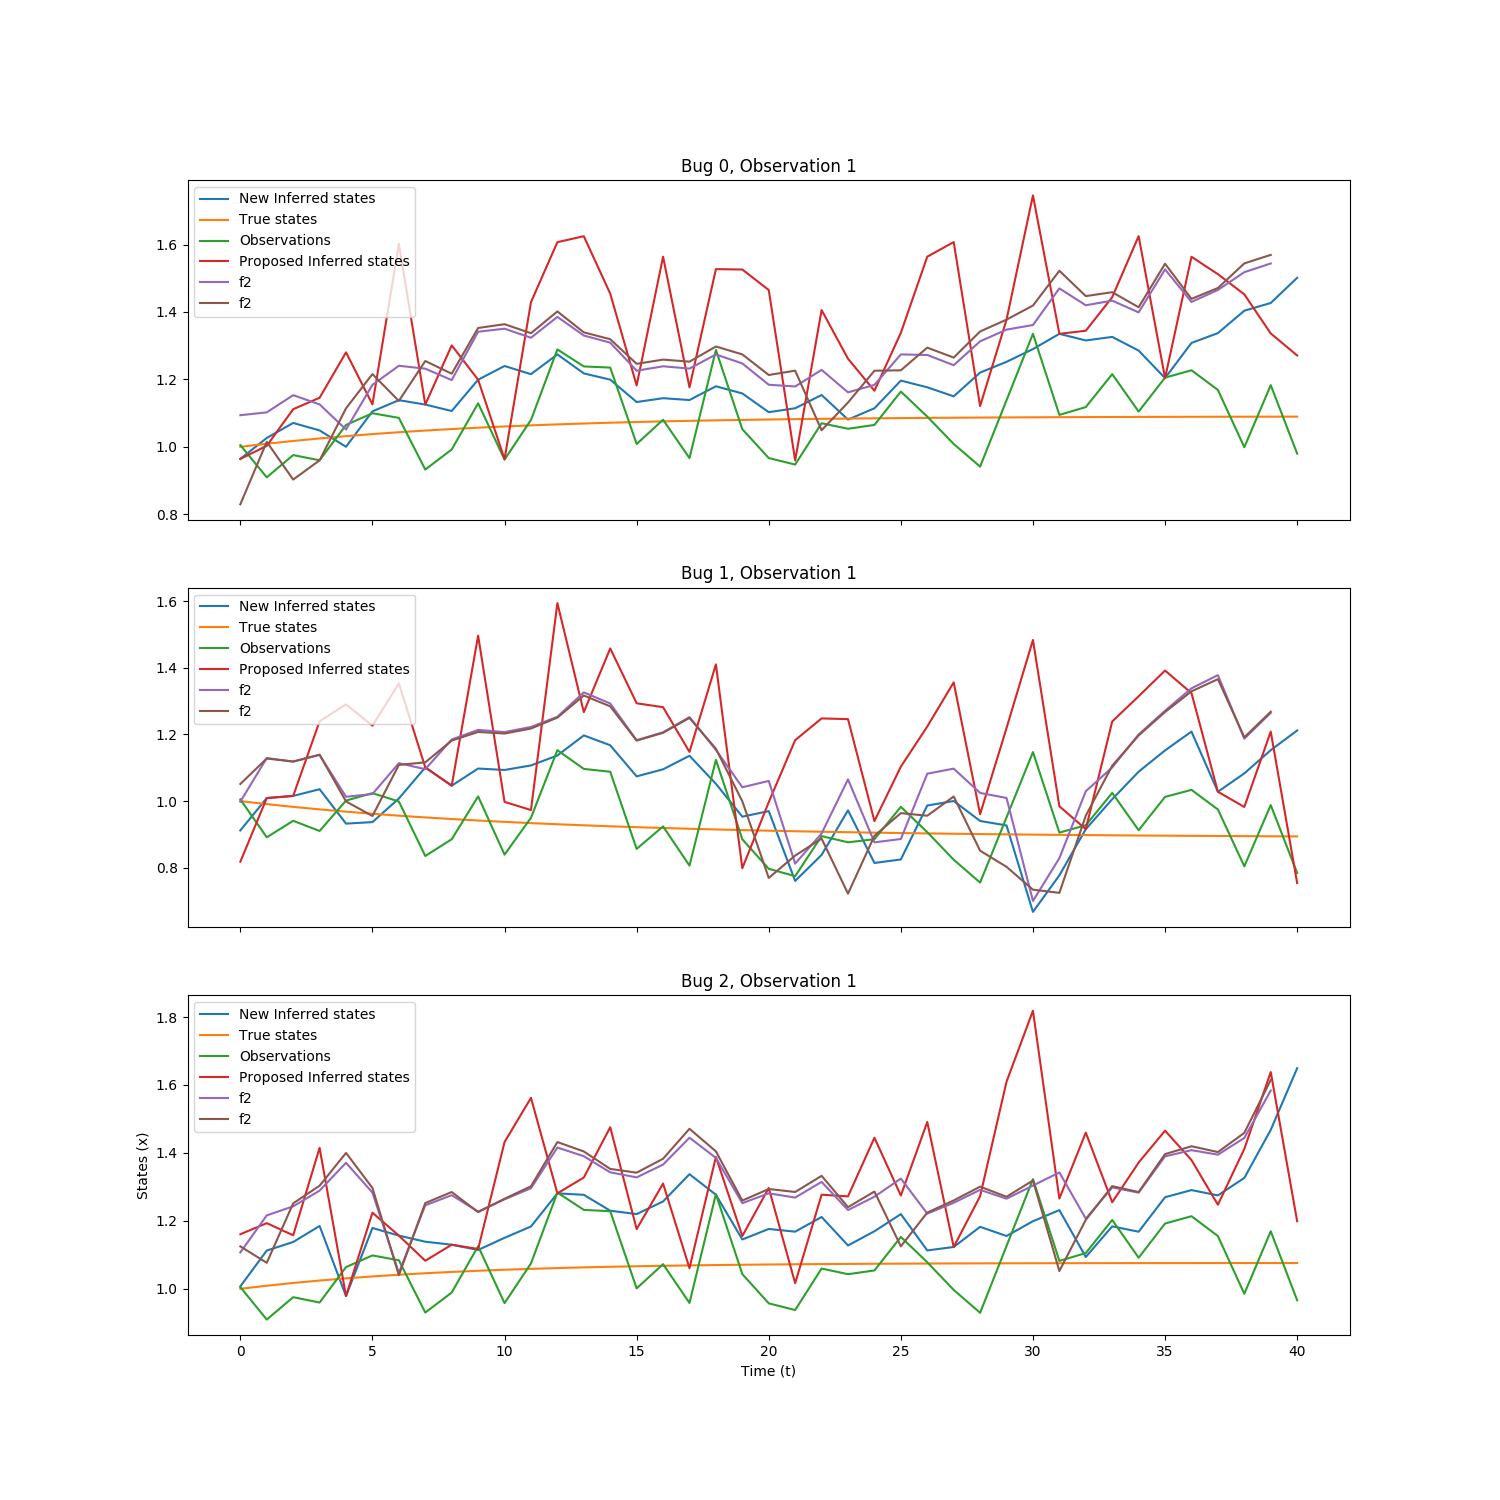 Bug 0, Observation 1
New Inferred states
True states
Observations
Proposed Inferred states
f2
f2
1.6
1.4
1.2
1.0
0.8
Bug 1, Observation 1
New Inferred states
True states
Observations
Proposed Inferred states
f2
f2
1.6
1.4
1.2
1.0
0.8
Bug 2, Observation 1
New Inferred states
True states
Observations
Proposed Inferred states
f2
f2
1.8
1.6
1.4
1.2
1.0
States (x)
0 5 10 15 20 25 30 35 40
Time (t)